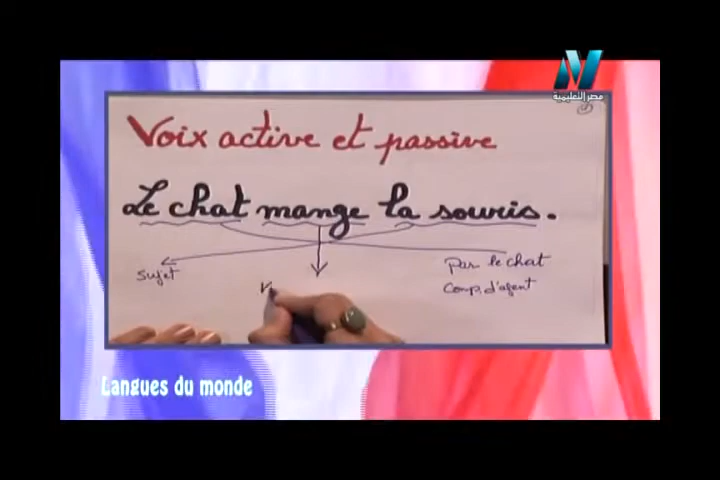 مصر التعليمية
Voix active et passive
Le chat mange la souris.
sujet
par le chat
comp. d'agent
Langues du monde